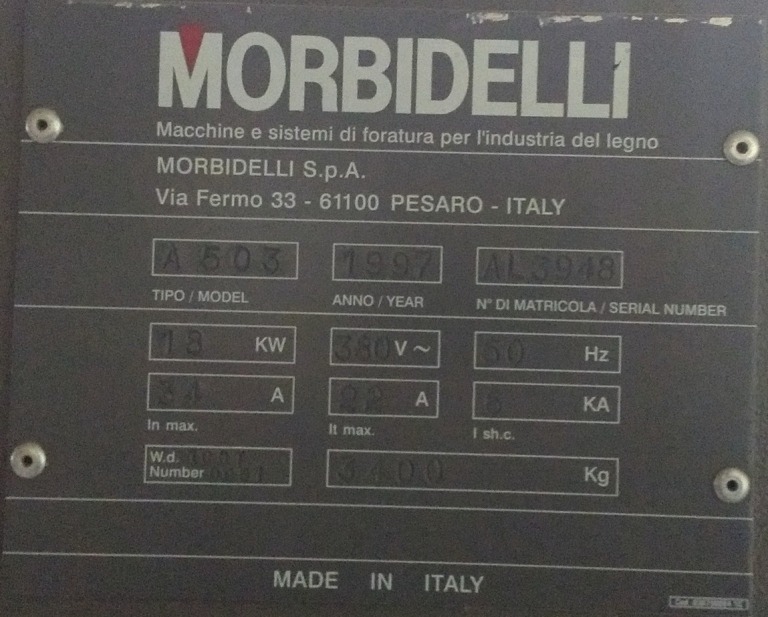 MORBIDELLI
Macchine e sistemi di foratura per l'industria del legno
MORBIDELLI S.p.A.
Via Fermo 33 - 61100 PESARO - ITALY
A 503 1997 AL3948
TIPO / MODEL ANNO / YEAR N° DI MATRICOLA / SERIAL NUMBER
18 KW 380 V ~ 50 Hz
34 A A KA
In max. It max. I sh.c.
W.d. Number 3400 Kg
MADE IN ITALY